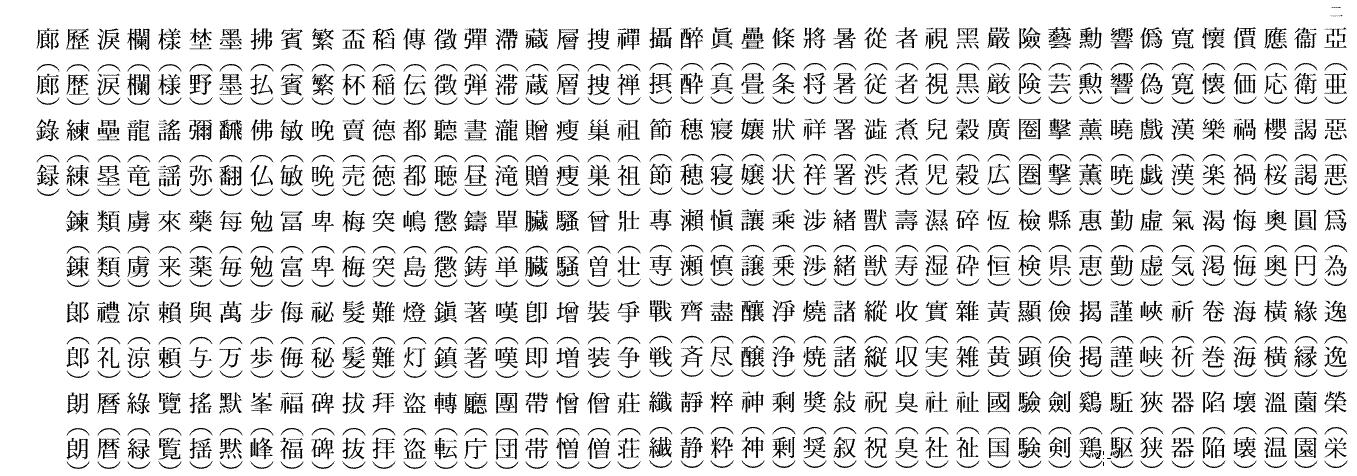 二
亞(亜)惡(悪)爲(為)逸(逸)榮(栄)
衞(衛)謁(謁)圓(円)緣(縁)薗(園)
應(応)櫻(桜)奧(奥)橫(横)溫(温)
價(価)禍(禍)悔(悔)海(海)壞(壊)
懷(懐)樂(楽)渴(渇)卷(巻)陷(陥)
寬(寛)漢(漢)氣(気)祈(祈)器(器)
僞(偽)戲(戯)虛(虚)峽(峡)狹(狭)
響(響)曉(暁)勤(勤)謹(謹)駈(駆)
勳(勲)薰(薫)惠(恵)揭(掲)鷄(鶏)
藝(芸)擊(撃)縣(県)儉(倹)劍(剣)
險(険)圈(圏)檢(検)顯(顕)驗(験)
嚴(厳)廣(広)恆(恒)黃(黄)國(国)
黑(黒)穀(穀)碎(砕)雜(雑)祉(祉)
視(視)兒(児)濕(湿)實(実)社(社)
者(者)煮(煮)壽(寿)收(収)臭(臭)
從(従)澁(渋)獸(獣)縱(縦)祝(祝)
暑(暑)署(署)緖(緒)諸(諸)敍(叙)
將(将)祥(祥)涉(渉)燒(焼)奬(奨)
條(条)狀(状)乘(乗)淨(浄)剩(剰)
疊(畳)孃(嬢)讓(譲)釀(醸)神(神)
眞(真)寢(寝)愼(慎)盡(尽)粹(粋)
醉(酔)穗(穂)瀨(瀬)齊(斉)靜(静)
攝(摂)節(節)專(専)戰(戦)纖(繊)
禪(禅)祖(祖)壯(壮)爭(争)莊(荘)
搜(捜)巢(巣)曾(曽)裝(装)僧(僧)
層(層)瘦(痩)騷(騒)增(増)憎(憎)
藏(蔵)贈(贈)臟(臓)卽(即)帶(帯)
滯(滞)瀧(滝)單(単)嘆(嘆)團(団)
彈(弾)晝(昼)鑄(鋳)著(著)廳(庁)
徵(徴)聽(聴)懲(懲)鎭(鎮)轉(転)
傳(伝)都(都)嶋(島)燈(灯)盜(盗)
稻(稲)德(徳)突(突)難(難)拜(拝)
盃(杯)賣(売)梅(梅)髮(髪)拔(抜)
繁(繁)晚(晩)卑(卑)祕(秘)碑(碑)
賓(賓)敏(敏)冨(富)侮(侮)福(福)
拂(払)佛(仏)勉(勉)步(歩)峯(峰)
墨(墨)飜(翻)每(毎)萬(万)默(黙)
埜(野)彌(弥)藥(薬)與(与)搖(揺)
樣(様)謠(謡)來(来)賴(頼)覽(覧)
欄(欄)龍(竜)虜(虜)凉(涼)綠(緑)
淚(涙)壘(塁)類(類)禮(礼)曆(暦)
歷(歴)練(練)鍊(錬)郞(郎)朗(朗)
廊(廊)錄(録)